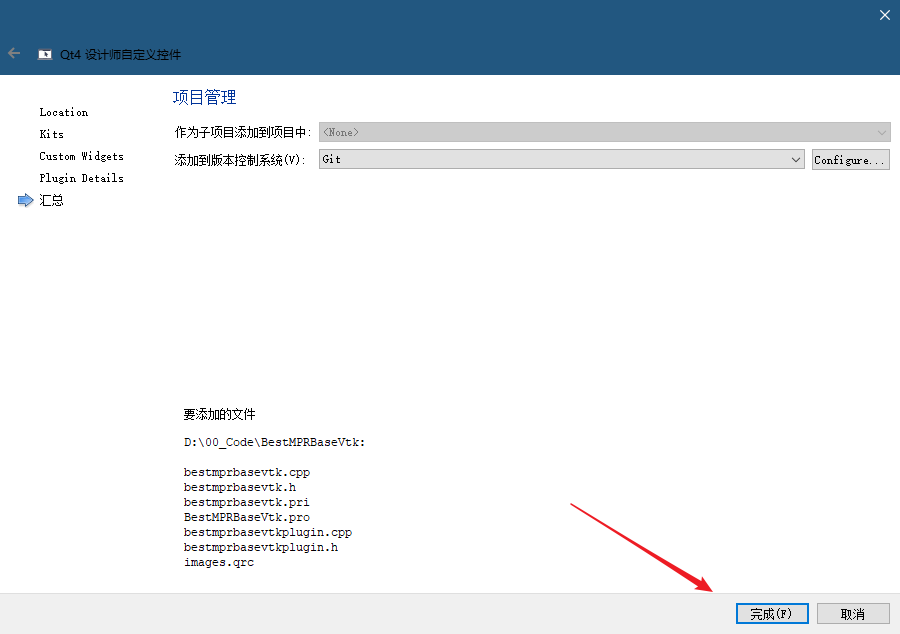 Qt4 设计师自定义控件
Location
Kits
Custom Widgets
Plugin Details
汇总
项目管理
作为子项目添加到项目中: <None>
添加到版本控制系统(V): Git Configure...
要添加的文件
D:\00_Code\BestMPRBaseVtk:
bestmprbasevtk.cpp
bestmprbasevtk.h
bestmprbasevtk.pri
BestMPRBaseVtk.pro
bestmprbasevtkplugin.cpp
bestmprbasevtkplugin.h
images.qrc
完成(F) 取消